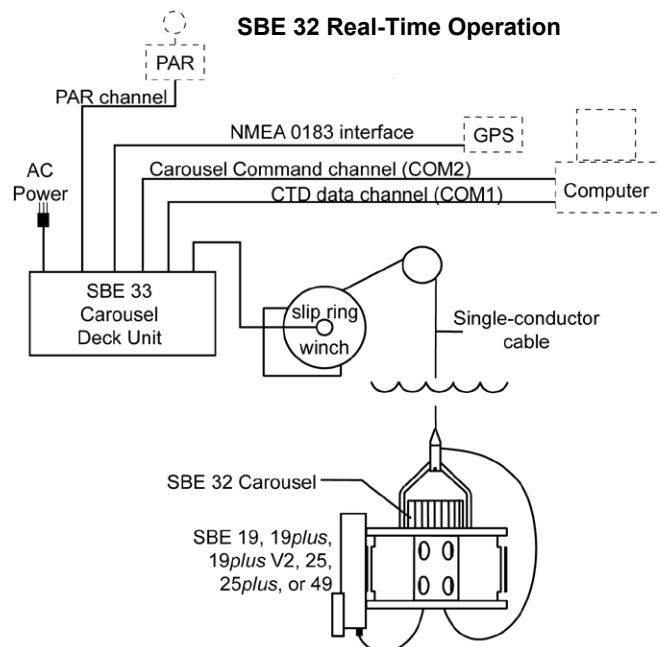 SBE 32 Real-Time Operation
PAR
PAR channel
NMEA 0183 interface
GPS
AC
Power
Carousel Command channel (COM2)
CTD data channel (COM1)
Computer
SBE 33
Carousel
Deck Unit
slip ring
winch
Single-conductor
cable
SBE 32 Carousel
SBE 19, 19plus,
19plus V2, 25,
25plus, or 49